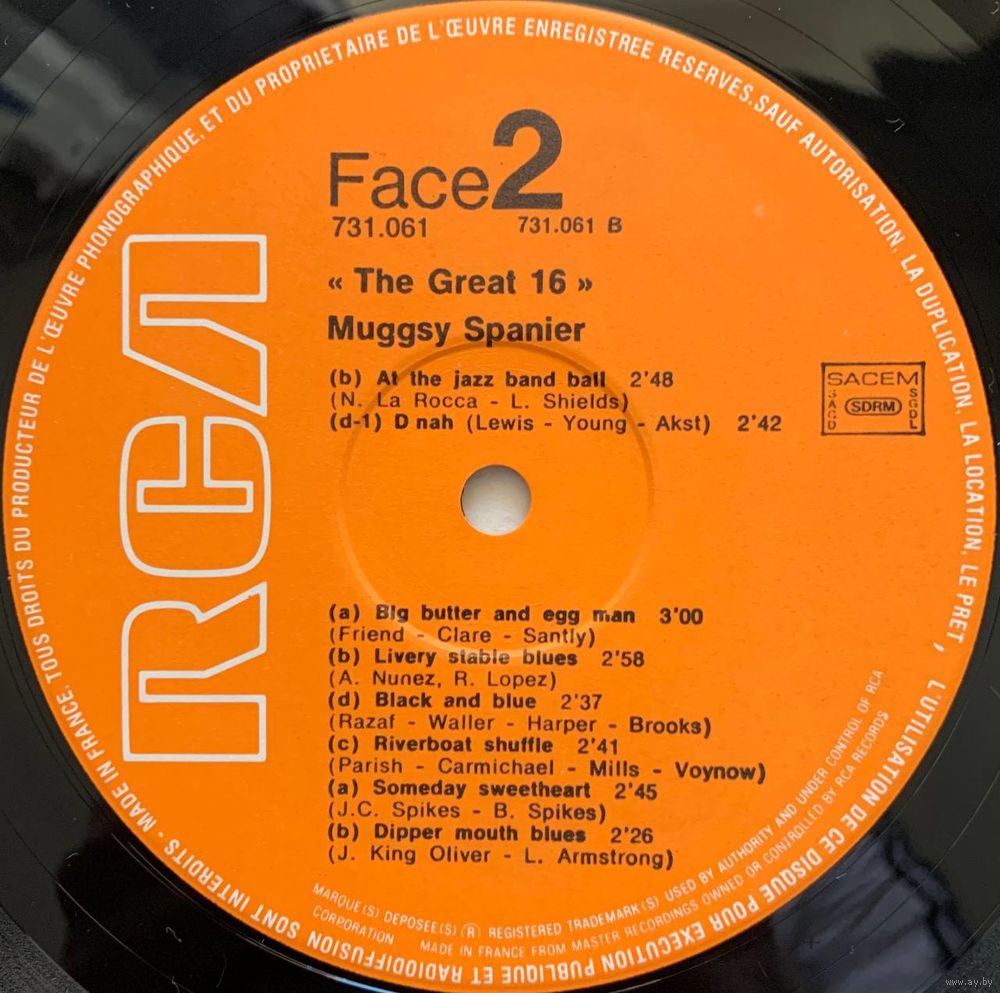 Face 2
731.061 731.061 B
« The Great 16 »
Muggsy Spanier
(b) At the jazz band ball 2'48
(N. La Rocca - L. Shields)
(d-1) D nah (Lewis - Young - Akst) 2'42
SACEM
SACD SDRM SGDL
RCA
(a) Big butter and egg man 3'00
(Friend - Clare - Santly)
(b) Livery stable blues 2'58
(A. Nunez, R. Lopez)
(d) Black and blue 2'37
(Razaf - Waller - Harper - Brooks)
(c) Riverboat shuffle 2'41
(Parish - Carmichael - Mills - Voynow)
(a) Someday sweetheart 2'45
(J.C. Spikes - B. Spikes)
(b) Dipper mouth blues 2'26
(J. King Oliver - L. Armstrong)
MARQUE(S) DEPOSEE(S) ® REGISTERED TRADEMARK(S) USED BY AUTHORITY AND UNDER CONTROL OF RCA
CORPORATION MADE IN FRANCE FROM MASTER RECORDINGS OWNED OR CONTROLLED BY RCA RECORDS
MADE IN FRANCE. TOUS DROITS DU PRODUCTEUR DE L'ŒUVRE PHONOGRAPHIQUE. ET DU PROPRIETAIRE DE L'ŒUVRE ENREGISTREE RESERVES. SAUF AUTORISATION, LA DUPLICATION, LA LOCATION, LE PRET, L'UTILISATION DE CE DISQUE POUR EXECUTION PUBLIQUE ET RADIODIFFUSION SONT INTERDITS -
www.ay.by